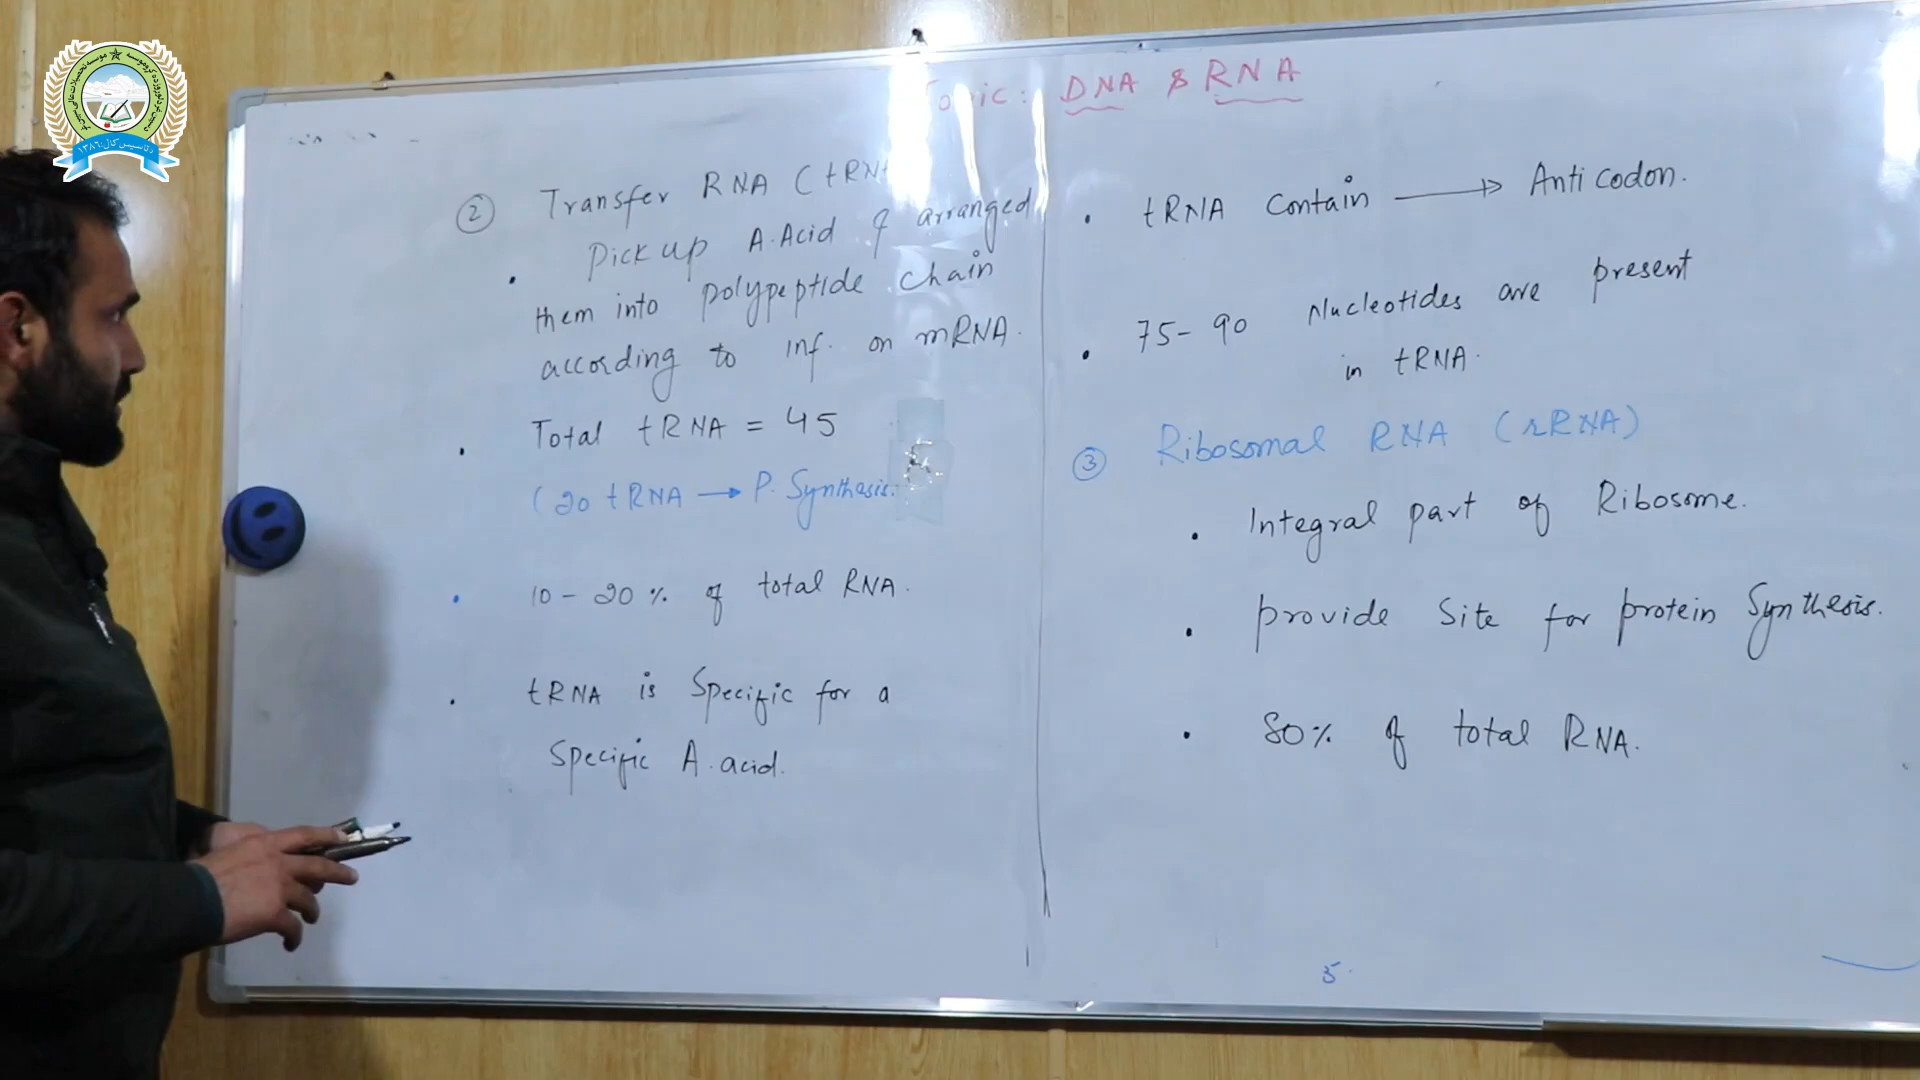 Topic: DNA & RNA
② Transfer RNA (tRN
• Pick up A.Acid & arranged
them into polypeptide chain
according to inf. on mRNA.
• Total tRNA = 45
(20 tRNA → P. Synthesis.
• 10 - 20 % of total RNA.
• tRNA is Specific for a
Specific A.acid.
• tRNA Contain → Anti codon.
• 75 - 90 Nucleotides are present
in tRNA.
③ Ribosomal RNA (rRNA)
• Integral part of Ribosome.
• Provide Site for protein Synthesis.
• 80% of total RNA.
5